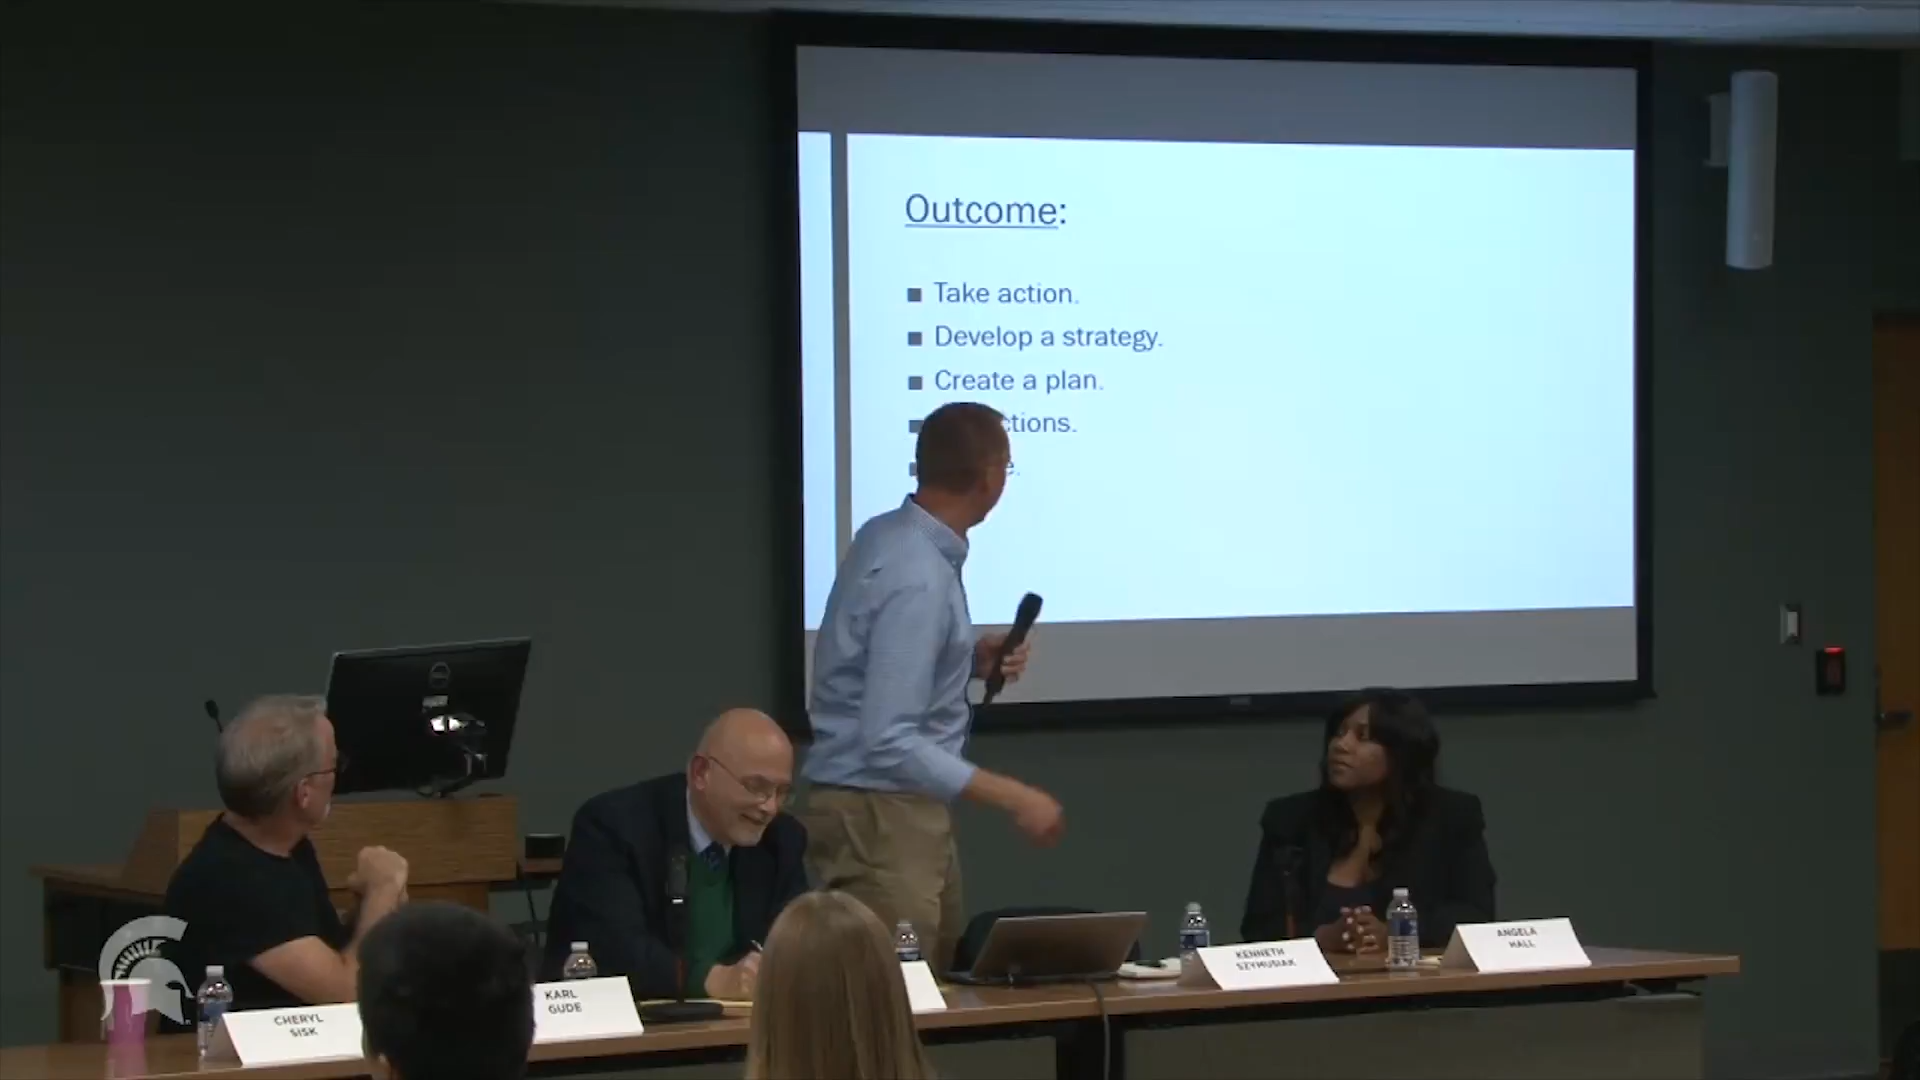 Outcome:
Take action.
Develop a strategy.
Create a plan.
CHERYL
SISK
KARL
GUDE
KENNETH
SZYMUSIAK
ANGELA
HALL